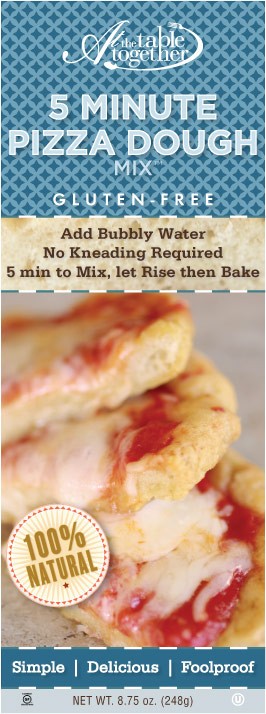 At the table together
5 MINUTE
PIZZA DOUGH
MIX™
GLUTEN-FREE
Add Bubbly Water
No Kneading Required
5 min to Mix, let Rise then Bake
100%
NATURAL
Simple | Delicious | Foolproof
NET WT. 8.75 oz. (248g)
U